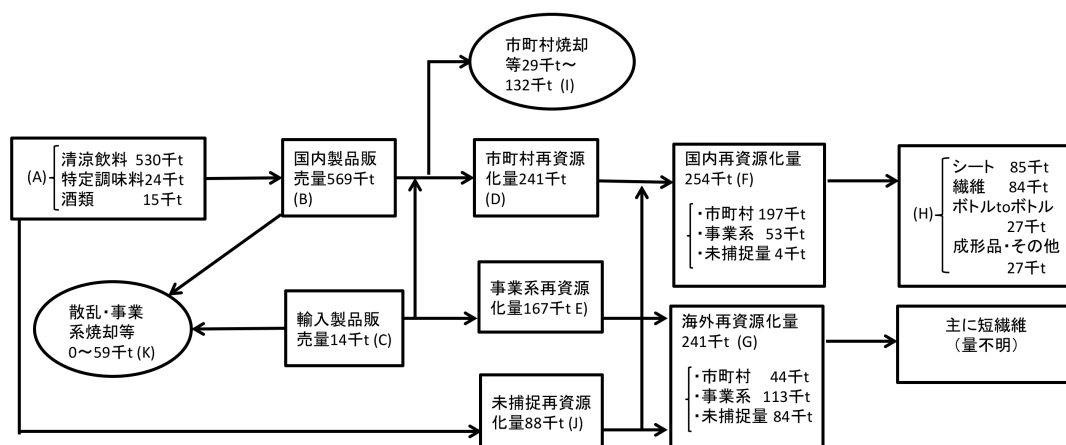 市町村焼却
等29千t～
132千t (I)
(A)
清涼飲料 530千t
特定調味料24千t
酒類 15千t
国内製品販
売量569千t
(B)
市町村再資源
化量241千t
(D)
国内再資源化量
254千t (F)
・市町村 197千t
・事業系 53千t
・未捕捉量 4千t
(H)
シート 85千t
繊維 84千t
ボトルtoボトル
27千t
成形品・その他
27千t
散乱・事業
系焼却等
0～59千t (K)
輸入製品販
売量14千t (C)
事業系再資源
化量167千t E)
海外再資源化量
241千t (G)
・市町村 44千t
・事業系 113千t
・未捕捉量 84千t
主に短繊維
（量不明）
未捕捉再資源
化量88千t (J)